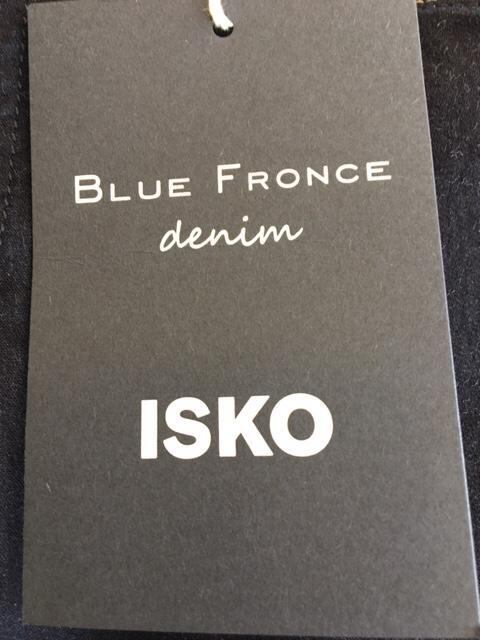 Blue Fronce
denim
ISKO